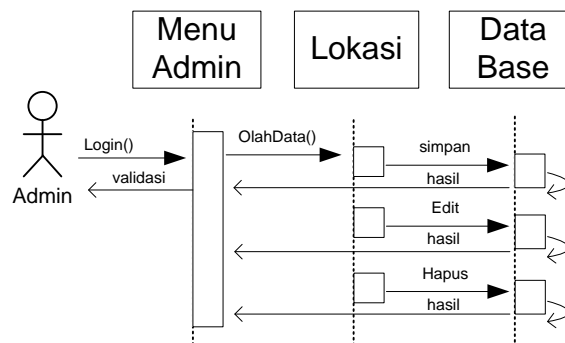 Menu
Admin
Lokasi
Data
Base
Admin
Login()
validasi
OlahData()
simpan
hasil
Edit
hasil
Hapus
hasil